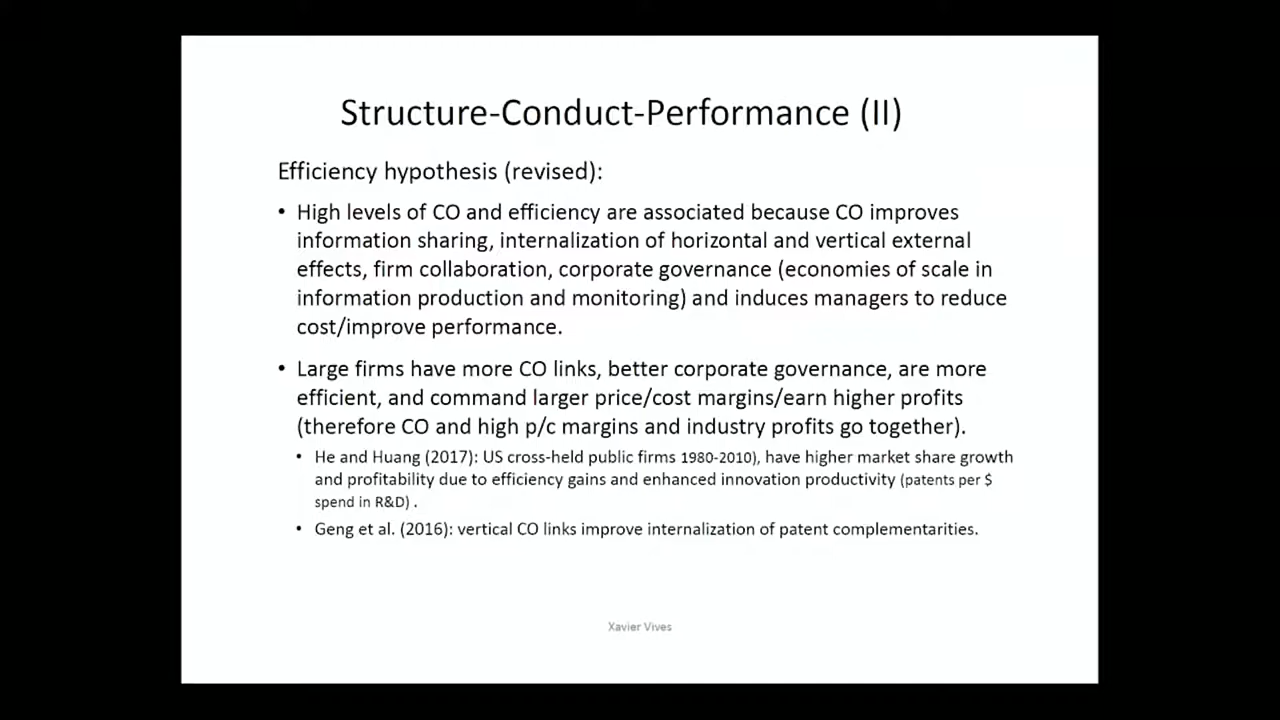 Structure-Conduct-Performance (II)
Efficiency hypothesis (revised):
• High levels of CO and efficiency are associated because CO improves
information sharing, internalization of horizontal and vertical external
effects, firm collaboration, corporate governance (economies of scale in
information production and monitoring) and induces managers to reduce
cost/improve performance.
• Large firms have more CO links, better corporate governance, are more
efficient, and command larger price/cost margins/earn higher profits
(therefore CO and high p/c margins and industry profits go together).
• He and Huang (2017): US cross-held public firms 1980-2010), have higher market share growth
and profitability due to efficiency gains and enhanced innovation productivity (patents per $
spend in R&D) .
• Geng et al. (2016): vertical CO links improve internalization of patent complementarities.
Xavier Vives